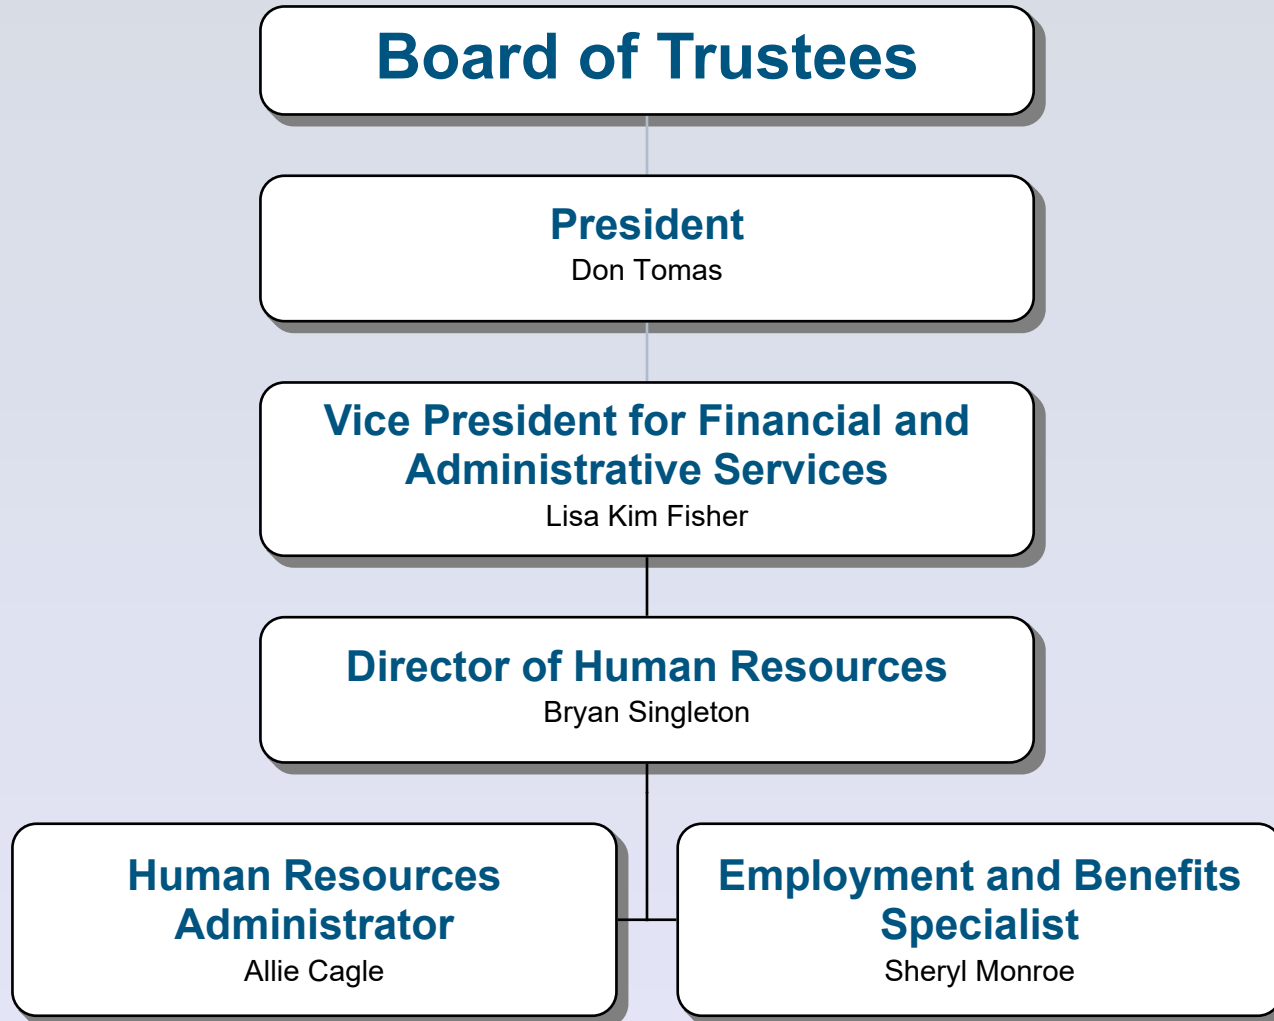 Board of Trustees
President
Don Tomas
Vice President for Financial and
Administrative Services
Lisa Kim Fisher
Director of Human Resources
Bryan Singleton
Human Resources
Administrator
Allie Cagle
Employment and Benefits
Specialist
Sheryl Monroe